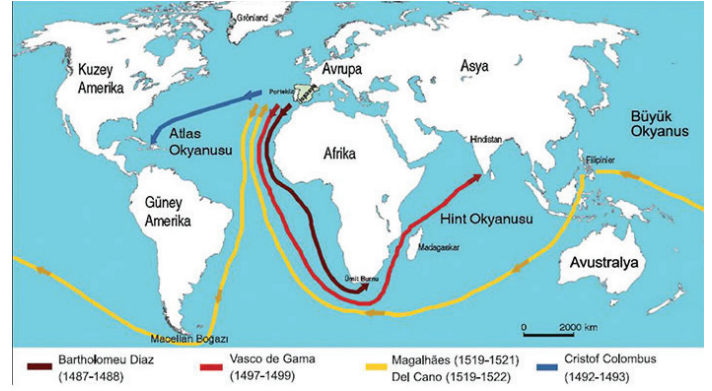 Grönland
Kuzey
Amerika
Avrupa
Asya
Portekiz
İspanya
Atlas
Okyanusu
Büyük
Okyanus
Hindistan
Filipinler
Afrika
Güney
Amerika
Hint Okyanusu
Madagaskar
Avustralya
Ümit Burnu
Macellan Boğazı
0 2000 km
Bartholomeu Diaz
(1487-1488)
Vasco de Gama
(1497-1499)
Magalhães (1519-1521)
Del Cano (1519-1522)
Cristof Colombus
(1492-1493)